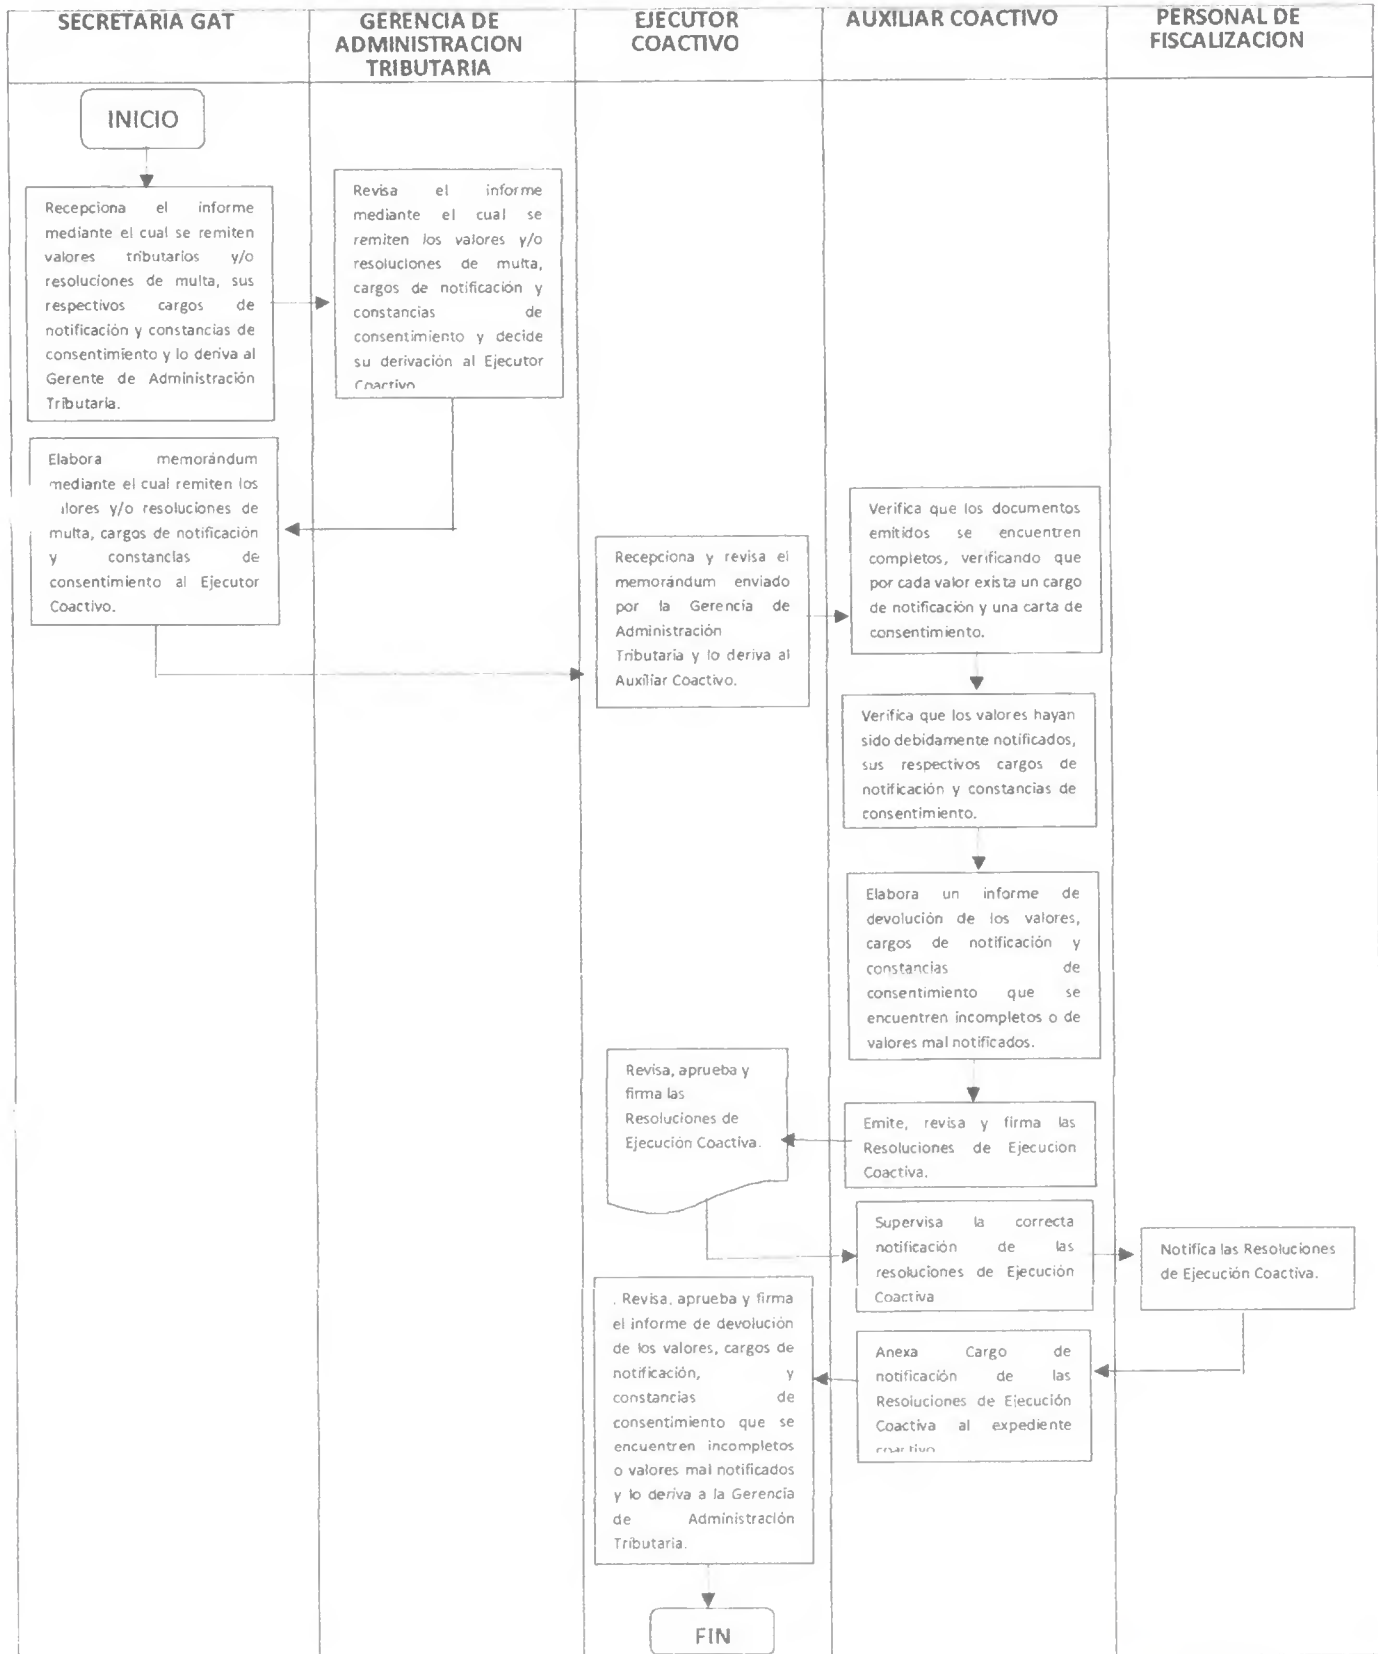 SECRETARIA GAT
GERENCIA DE
ADMINISTRACION
TRIBUTARIA
EJECUTOR
COACTIVO
AUXILIAR COACTIVO
PERSONAL DE
FISCALIZACION
INICIO
Recepciona el informe
mediante el cual se remiten
valores tributarios y/o
resoluciones de multa, sus
respectivos cargos de
notificación y constancias de
consentimiento y lo deriva al
Gerente de Administración
Tributaria.
Revisa el informe
mediante el cual se
remiten los valores y/o
resoluciones de multa,
cargos de notificación y
constancias de
consentimiento y decide
su derivación al Ejecutor
Coactivo
Elabora memorándum
mediante el cual remiten los
alores y/o resoluciones de
multa, cargos de notificación
y constancias de
consentimiento al Ejecutor
Coactivo.
Recepciona y revisa el
memorándum enviado
por la Gerencia de
Administración
Tributaria y lo deriva al
Auxiliar Coactivo.
Verifica que los documentos
emitidos se encuentren
completos, verificando que
por cada valor exista un cargo
de notificación y una carta de
consentimiento.
Verifica que los valores hayan
sido debidamente notificados,
sus respectivos cargos de
notificación y constancias de
consentimiento.
Elabora un informe de
devolución de los valores,
cargos de notificación y
constancias de
consentimiento que se
encuentren incompletos o de
valores mal notificados.
Emite, revisa y firma las
Resoluciones de Ejecución
Coactiva.
Revisa, aprueba y
firma las
Resoluciones de
Ejecución Coactiva.
Supervisa la correcta
notificación de las
resoluciones de Ejecución
Coactiva
Notifica las Resoluciones
de Ejecución Coactiva.
Anexa Cargo de
notificación de las
Resoluciones de Ejecución
Coactiva al expediente
coactivo
. Revisa, aprueba y firma
el informe de devolución
de los valores, cargos de
notificación, y
constancias de
consentimiento que se
encuentren incompletos
o valores mal notificados
y lo deriva a la Gerencia
de Administración
Tributaria.
FIN